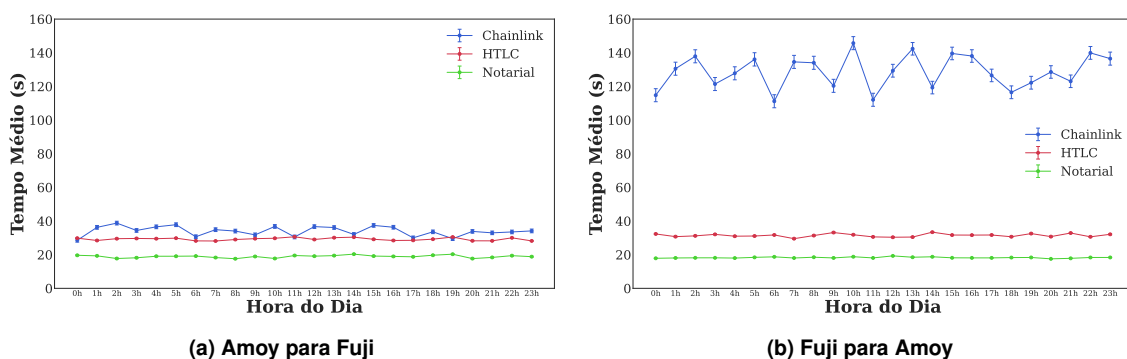 160
140
120
100
80
60
40
20
0
Tempo Médio (s)
Chainlink
HTLC
Notarial
0h 1h 2h 3h 4h 5h 6h 7h 8h 9h 10h 11h 12h 13h 14h 15h 16h 17h 18h 19h 20h 21h 22h 23h
Hora do Dia
(a) Amoy para Fuji
160
140
120
100
80
60
40
20
0
Tempo Médio (s)
Chainlink
HTLC
Notarial
0h 1h 2h 3h 4h 5h 6h 7h 8h 9h 10h 11h 12h 13h 14h 15h 16h 17h 18h 19h 20h 21h 22h 23h
Hora do Dia
(b) Fuji para Amoy